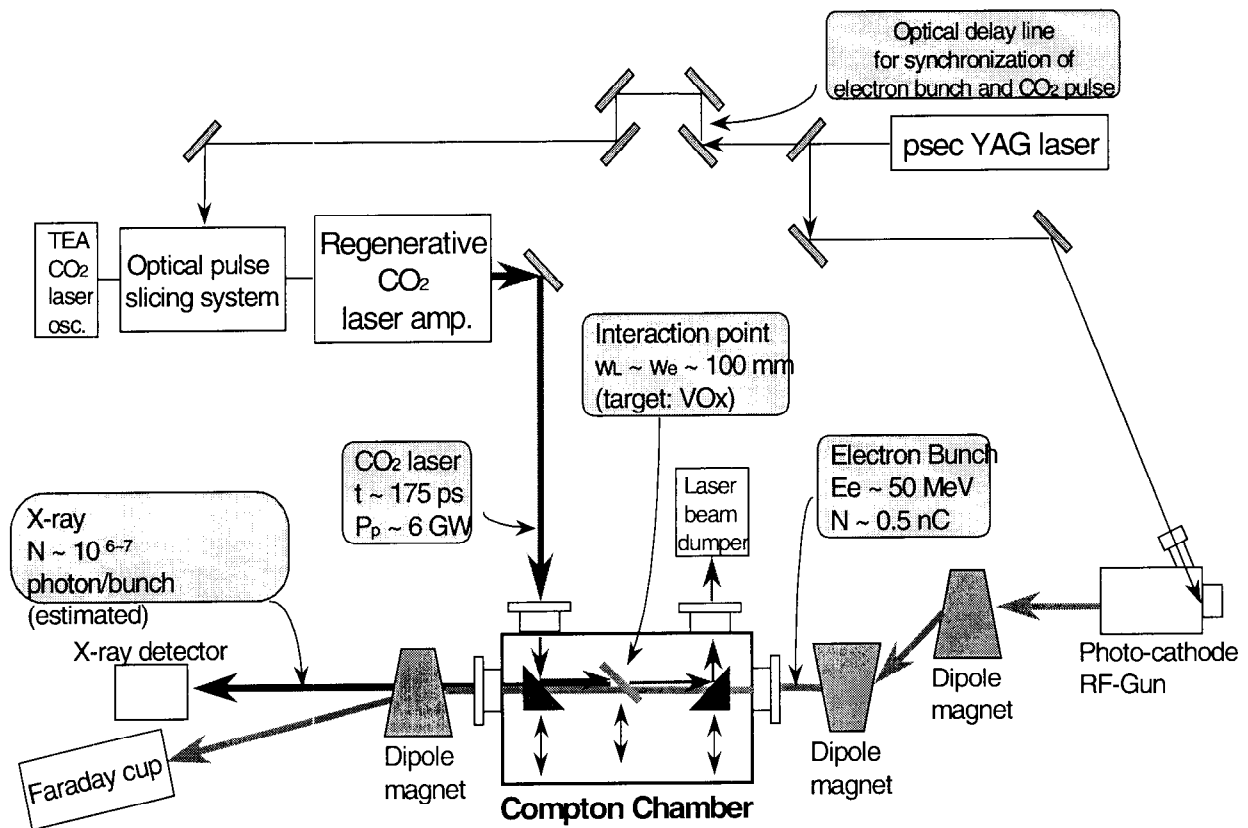 Optical delay line
for synchronization of
electron bunch and CO2 pulse
psec YAG laser
TEA
CO2
laser
osc.
Optical pulse
slicing system
Regenerative
CO2
laser amp.
Interaction point
WL ~ We ~ 100 mm
(target: VOx)
CO2 laser
t ~ 175 ps
Pp ~ 6 GW
Laser
beam
dumper
Electron Bunch
Ee ~ 50 MeV
N ~ 0.5 nC
X-ray
N ~ 10 6–7
photon/bunch
(estimated)
X-ray detector
Photo-cathode
RF-Gun
Dipole
magnet
Dipole
magnet
Dipole
magnet
Faraday cup
Compton Chamber